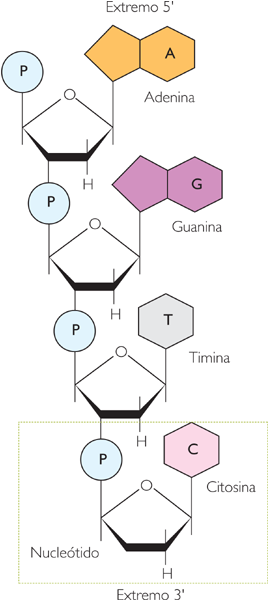 Extremo 5'
P
A
O
Adenina
H
P
G
O
Guanina
H
P
T
O
Timina
H
P
C
O
Citosina
Nucleótido
H
Extremo 3'